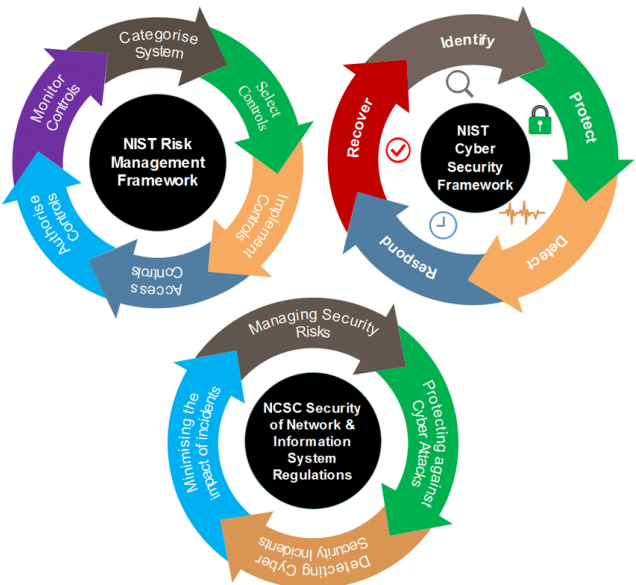 Categorise
System
Select
Controls
Implement
Controls
Access
Controls
Authorise
Controls
Monitor
Controls
NIST Risk
Management
Framework
Identify
Protect
Detect
Respond
Recover
NIST
Cyber
Security
Framework
Managing Security
Risks
Protecting against
Cyber Attacks
Detecting Cyber
Security Incidents
Minimising the
impact of incidents
NCSC Security
of Network &
Information
System
Regulations